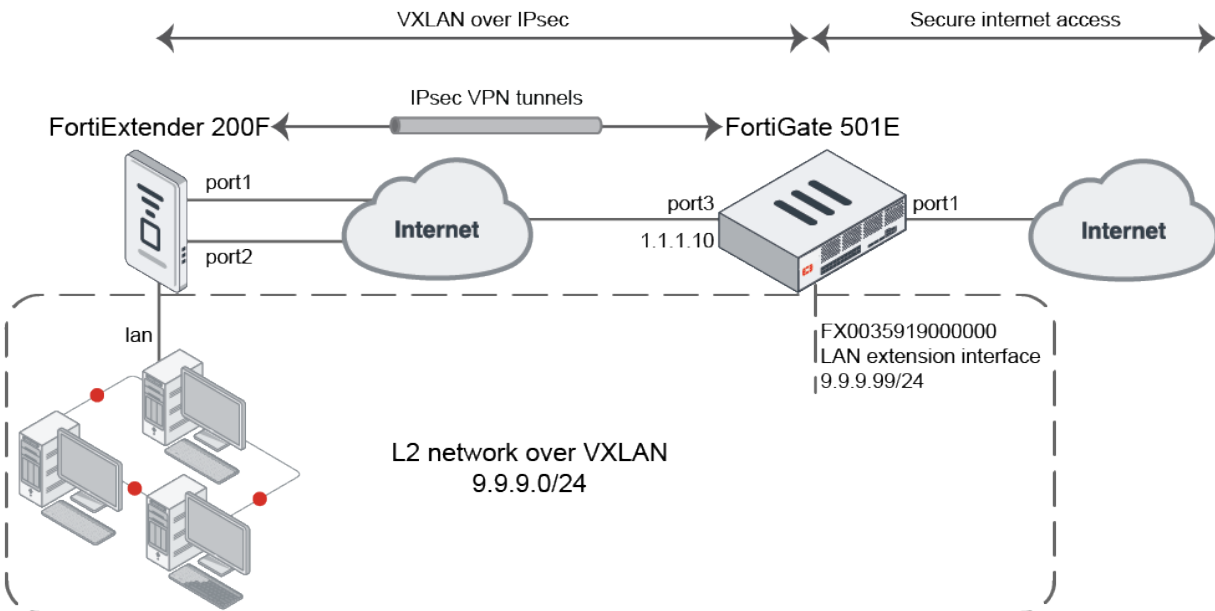 VXLAN over IPsec
Secure internet access
IPsec VPN tunnels
FortiExtender 200F
FortiGate 501E
port1
port2
Internet
port3
1.1.1.10
port1
Internet
lan
FX0035919000000
LAN extension interface
9.9.9.99/24
L2 network over VXLAN
9.9.9.0/24